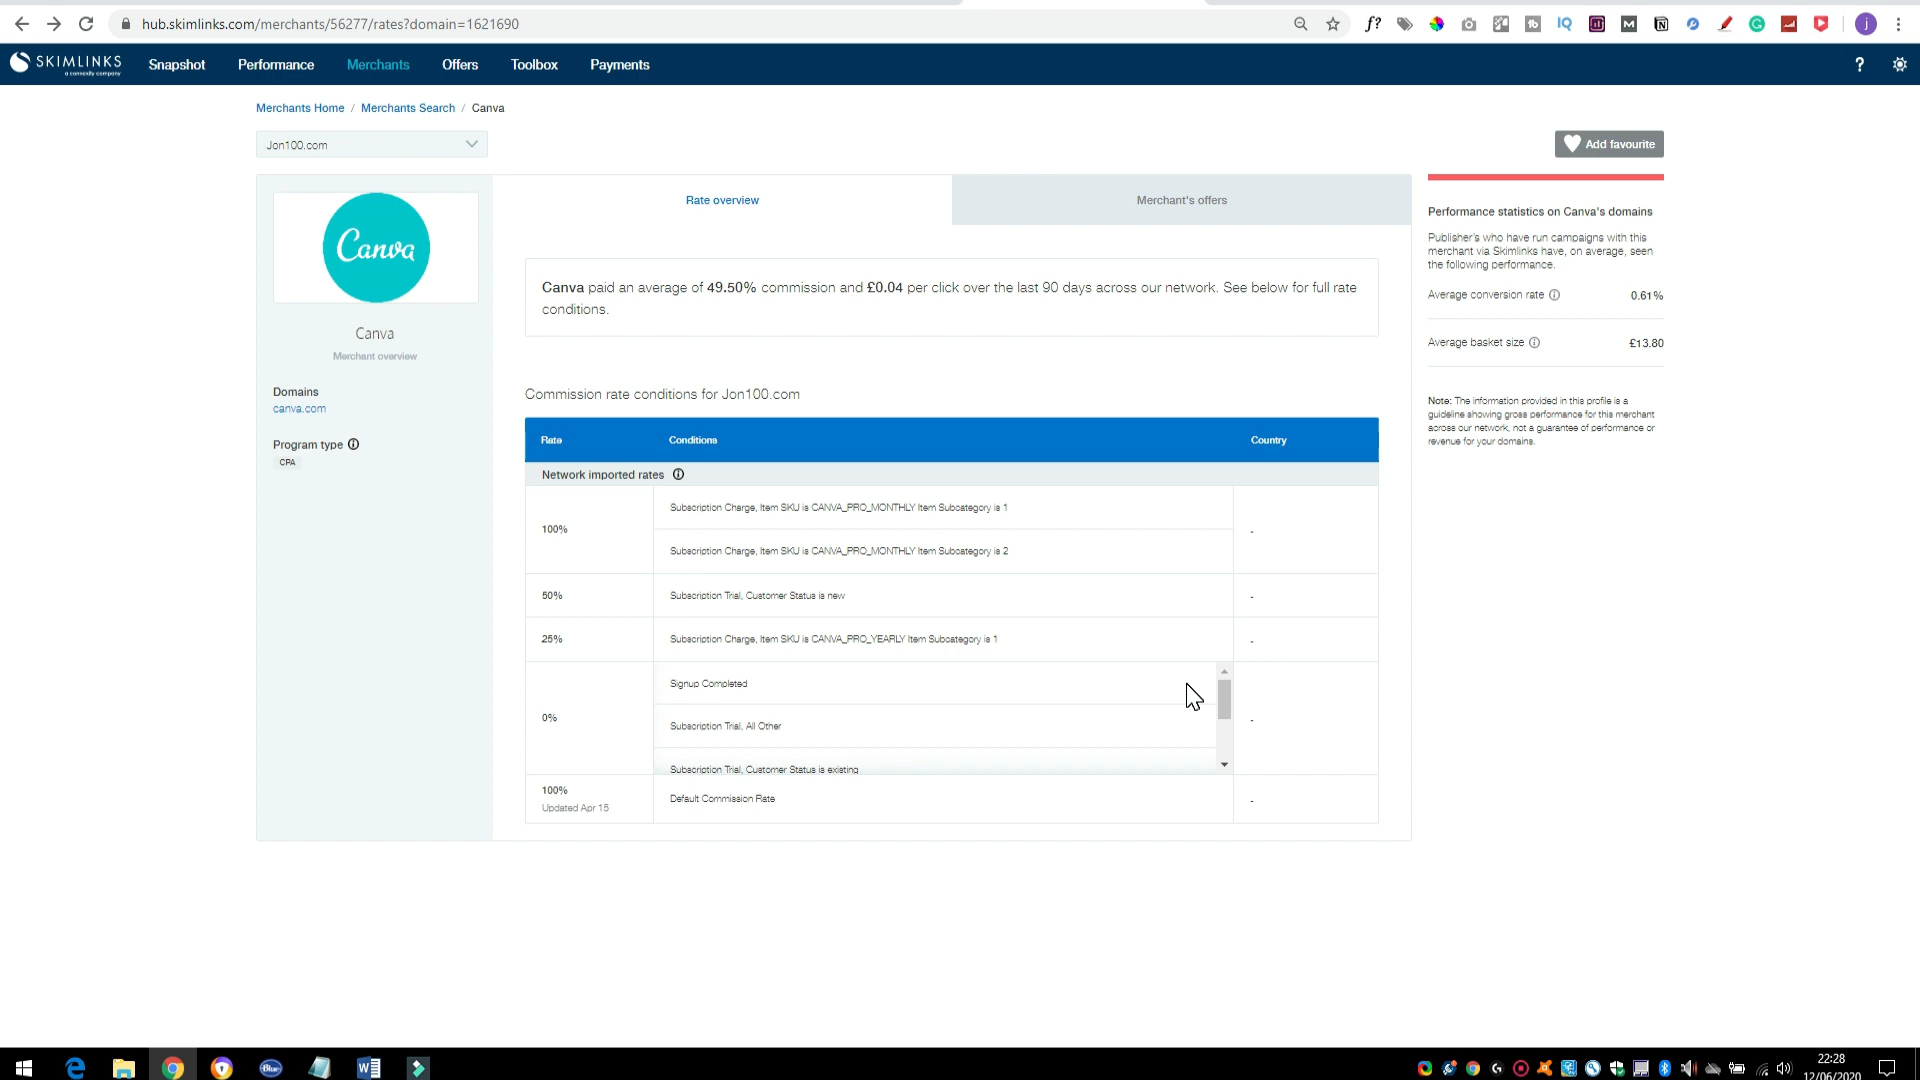 hub.skimlinks.com/merchants/56277/rates?domain=1621690
SKIMLINKS
a connexity company
Snapshot
Performance
Merchants
Offers
Toolbox
Payments
?
Merchants Home / Merchants Search / Canva
Jon100.com
Add favourite
Canva
Canva
Merchant overview
Domains
canva.com
Program type
CPA
Rate overview
Merchant's offers
Canva paid an average of 49.50% commission and £0.04 per click over the last 90 days across our network. See below for full rate
conditions.
Commission rate conditions for Jon100.com
Rate Conditions Country
Network imported rates
100%
Subscription Charge, Item SKU is CANVA_PRO_MONTHLY Item Subcategory is 1
Subscription Charge, Item SKU is CANVA_PRO_MONTHLY Item Subcategory is 2
-
50% Subscription Trial, Customer Status is new -
25% Subscription Charge, Item SKU is CANVA_PRO_YEARLY Item Subcategory is 1 -
0%
Signup Completed
Subscription Trial, All Other
Subscription Trial, Customer Status is existing
-
100%
Updated Apr 15
Default Commission Rate
-
Performance statistics on Canva's domains
Publisher's who have run campaigns with this
merchant via Skimlinks have, on average, seen
the following performance.
Average conversion rate 0.61%
Average basket size £13.80
Note: The information provided in this profile is a
guideline showing gross performance for this merchant
across our network, not a guarantee of performance or
revenue for your domains.
22:28
12/06/2020